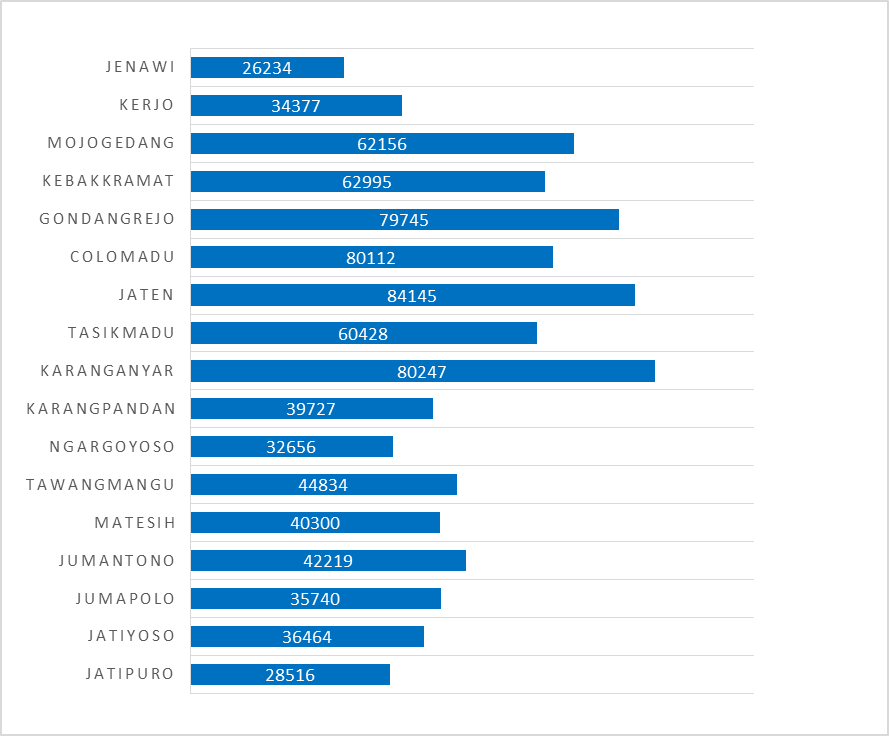 JENAWI 26234
KERJO 34377
MOJOGEDANG 62156
KEBAKKRAMAT 62995
GONDANGREJO 79745
COLOMADU 80112
JATEN 84145
TASIKMADU 60428
KARANGANYAR 80247
KARANGPANDAN 39727
NGARGOYOSO 32656
TAWANGMANGU 44834
MATESIH 40300
JUMANTONO 42219
JUMAPOLO 35740
JATIYOSO 36464
JATIPURO 28516